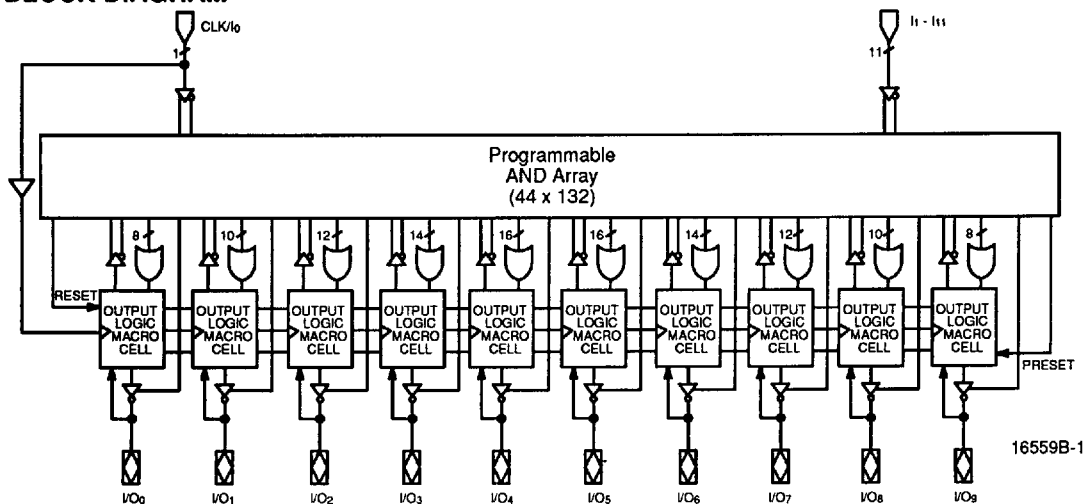 CLK/I0
I1 - I11
1
11
Programmable
AND Array
(44 x 132)
8 10 12 14 16 16 14 12 10 8
RESET
OUTPUT LOGIC MACRO CELL
OUTPUT LOGIC MACRO CELL
OUTPUT LOGIC MACRO CELL
OUTPUT LOGIC MACRO CELL
OUTPUT LOGIC MACRO CELL
OUTPUT LOGIC MACRO CELL
OUTPUT LOGIC MACRO CELL
OUTPUT LOGIC MACRO CELL
OUTPUT LOGIC MACRO CELL
OUTPUT LOGIC MACRO CELL
PRESET
16559B-1
I/O0 I/O1 I/O2 I/O3 I/O4 I/O5 I/O6 I/O7 I/O8 I/O9